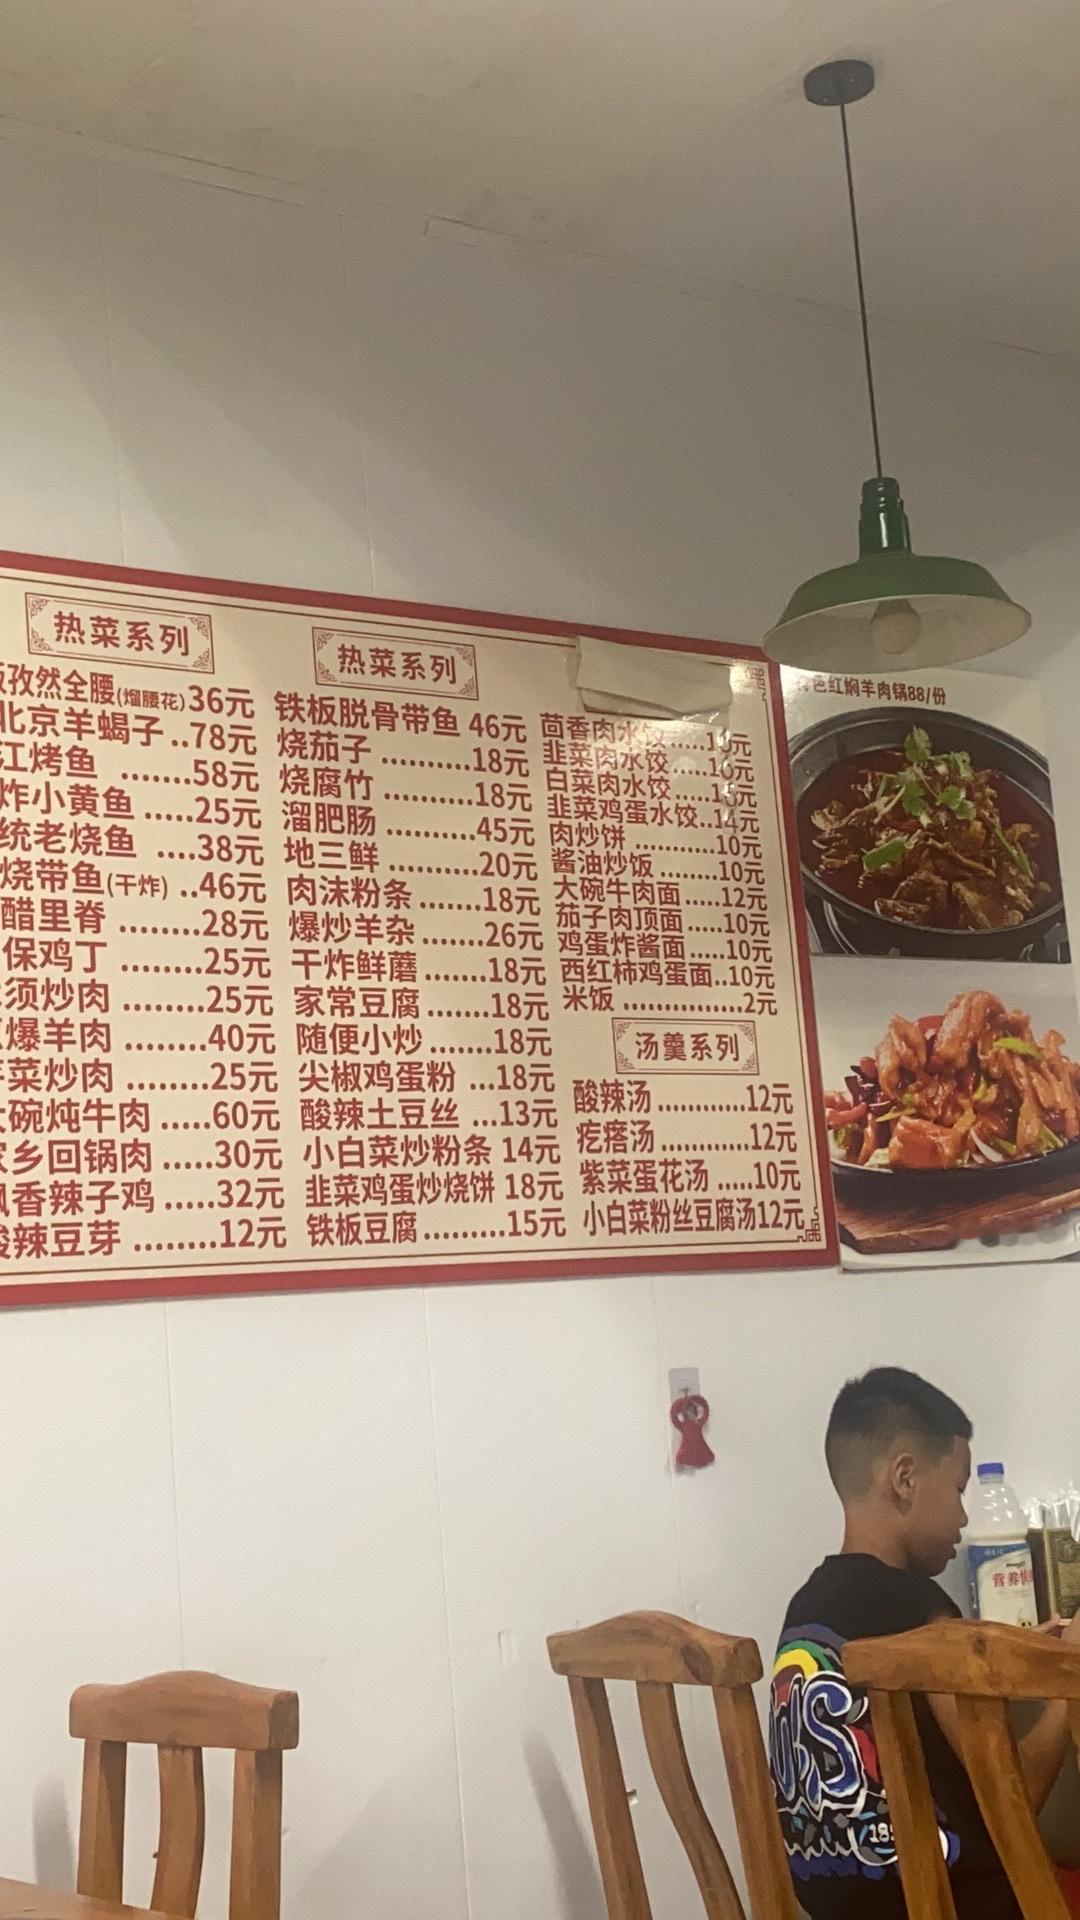 热菜系列
孜然全腰(熘腰花)36元
北京羊蝎子..78元
江烤鱼 .......58元
炸小黄鱼 .....25元
统老烧鱼 ....38元
烧带鱼(干炸) ..46元
醋里脊 ........28元
保鸡丁 ........25元
须炒肉 ........25元
爆羊肉 ........40元
菜炒肉 ........25元
大碗炖牛肉 .....60元
乡回锅肉 .....30元
香辣子鸡 .....32元
酸辣豆芽 ........12元
热菜系列
铁板脱骨带鱼 46元
烧茄子 ..........18元
烧腐竹 ..........18元
溜肥肠 ..........45元
地三鲜 ..........20元
肉沫粉条 .......18元
爆炒羊杂 .......26元
干炸鲜蘑 .......18元
家常豆腐 .......18元
随便小炒 .......18元
尖椒鸡蛋粉 ...18元
酸辣土豆丝 ...13元
小白菜炒粉条 14元
韭菜鸡蛋炒烧饼 18元
铁板豆腐 .........15元
茴香肉水饺
韭菜肉水饺
白菜肉水饺
韭菜鸡蛋水饺..14元
肉炒饼 ...........10元
酱油炒饭 ........10元
大碗牛肉面 .....12元
茄子肉顶面 .....10元
鸡蛋炸酱面 .....10元
西红柿鸡蛋面..10元
米饭 ..............2元
汤羹系列
酸辣汤 ............12元
疙瘩汤 ............12元
紫菜蛋花汤 .....10元
小白菜粉丝豆腐汤12元
色红焖羊肉锅88/份
营养快